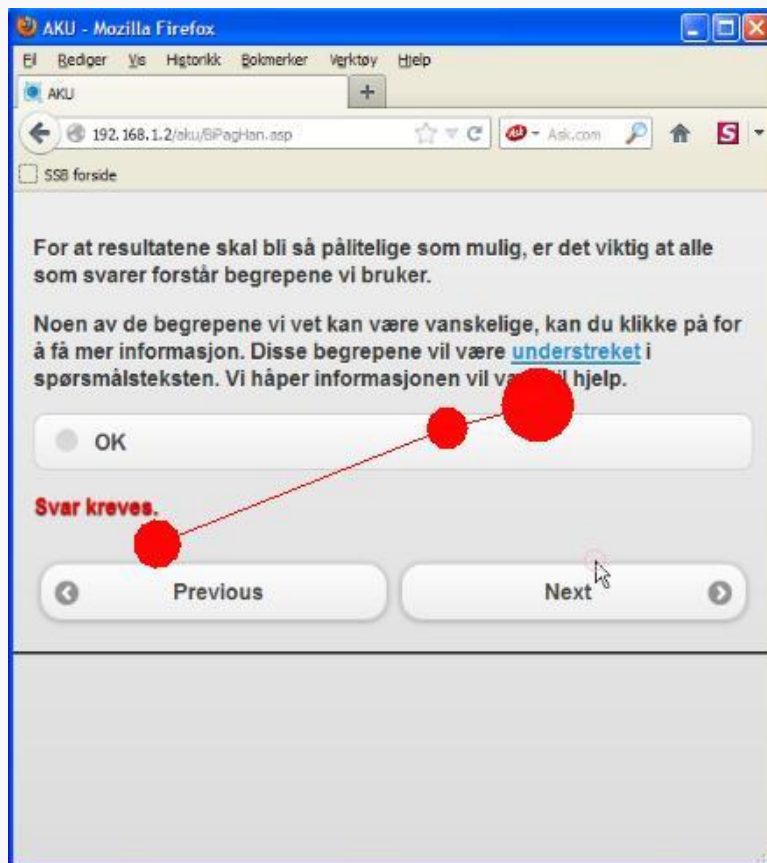 AKU - Mozilla Firefox
Fil Rediger Vis Historikk Bokmerker Verktøy Hjelp
AKU
192.168.1.2/aku/BiPagHan.asp Ask.com
SSB forside
For at resultatene skal bli så pålitelige som mulig, er det viktig at alle
som svarer forstår begrepene vi bruker.
Noen av de begrepene vi vet kan være vanskelige, kan du klikke på for
å få mer informasjon. Disse begrepene vil være understreket i
spørsmålsteksten. Vi håper informasjonen vil hjelp.
OK
Svar kreves.
Previous Next